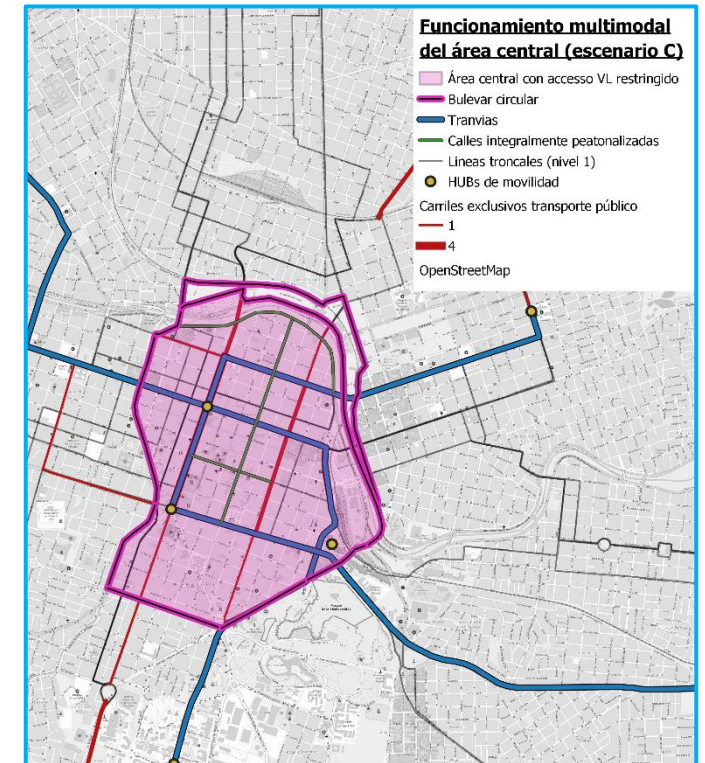 Funcionamiento multimodal
del área central (escenario C)
Área central con accesso VL restringido
Bulevar circular
Tranvias
Calles integralmente peatonalizadas
Lineas troncales (nivel 1)
HUBs de movilidad
Carriles exclusivos transporte público
1
4
OpenStreetMap